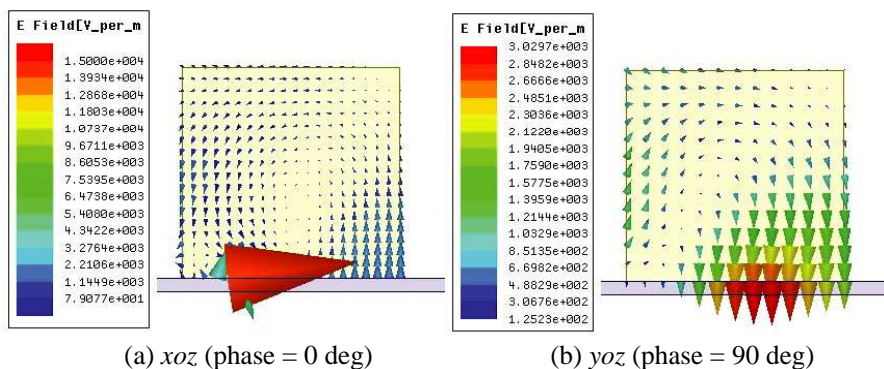 E Field[V_per_m
1.5000e+004
1.3934e+004
1.2868e+004
1.1803e+004
1.0737e+004
9.6711e+003
8.6053e+003
7.5395e+003
6.4738e+003
5.4080e+003
4.3422e+003
3.2764e+003
2.2106e+003
1.1449e+003
7.9077e+001
E Field[V_per_m
3.0297e+003
2.8482e+003
2.6666e+003
2.4851e+003
2.3036e+003
2.1220e+003
1.9405e+003
1.7590e+003
1.5775e+003
1.3959e+003
1.2144e+003
1.0329e+003
8.5135e+002
6.6982e+002
4.8829e+002
3.0676e+002
1.2523e+002
(a) xoz (phase = 0 deg)
(b) yoz (phase = 90 deg)